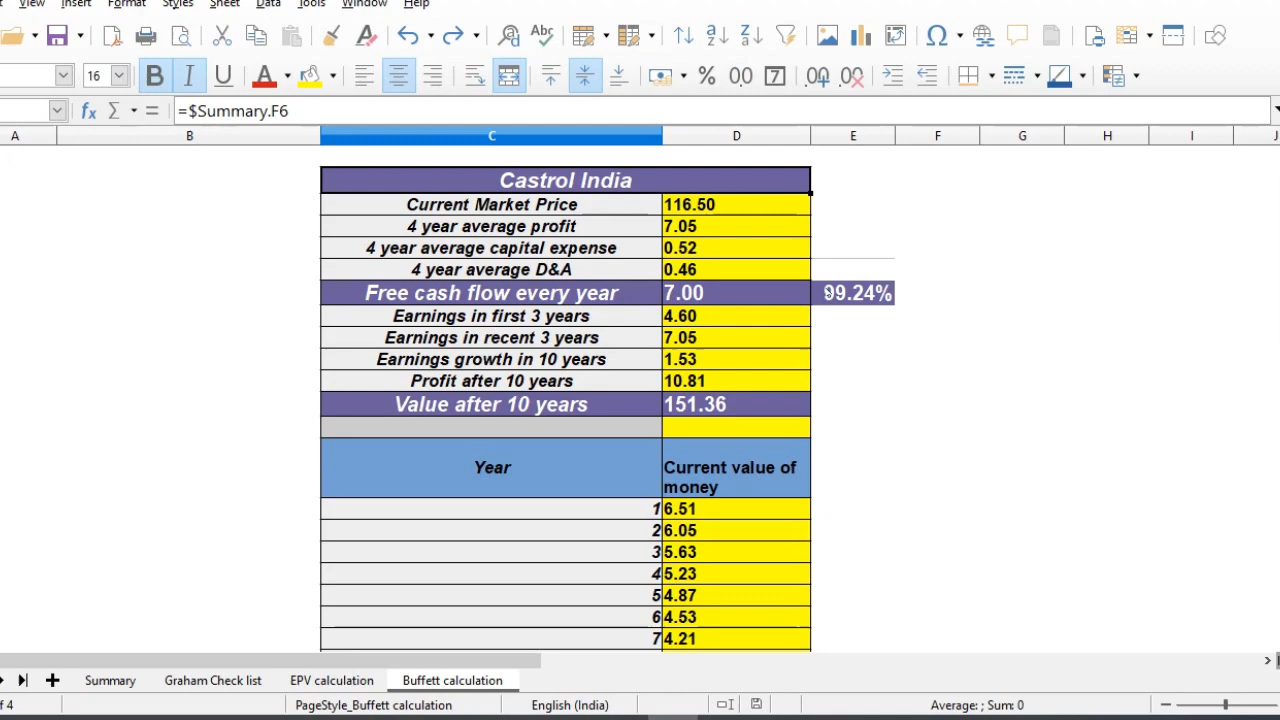 View Insert Format Styles Sheet Data Tools Window Help
16
=$Summary.F6
A B C D E F G H I J
Castrol India
Current Market Price 116.50
4 year average profit 7.05
4 year average capital expense 0.52
4 year average D&A 0.46
Free cash flow every year 7.00 99.24%
Earnings in first 3 years 4.60
Earnings in recent 3 years 7.05
Earnings growth in 10 years 1.53
Profit after 10 years 10.81
Value after 10 years 151.36
Year Current value of
money
1 6.51
2 6.05
3 5.63
4 5.23
5 4.87
6 4.53
7 4.21
Summary Graham Check list EPV calculation Buffett calculation
f 4 PageStyle_Buffett calculation English (India) Average: ; Sum: 0